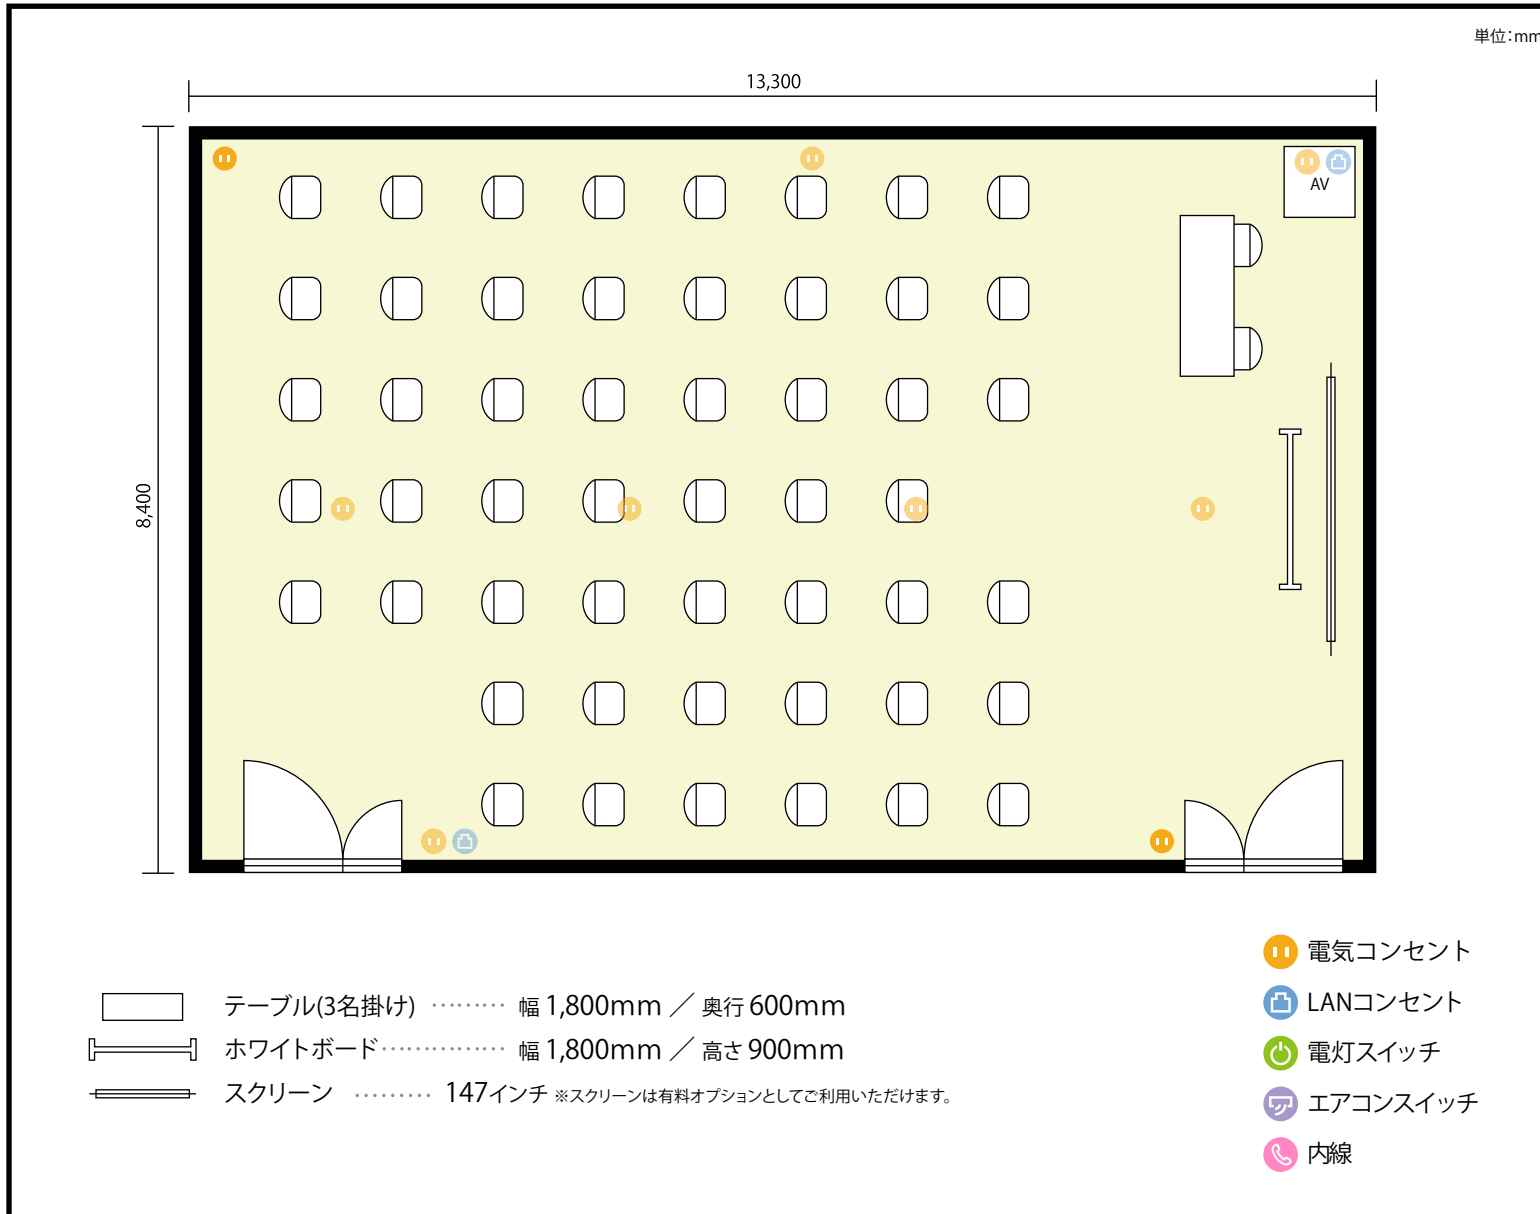 単位：mm
13,300
AV
8,400
電気コンセント
テーブル(3名掛け) ········· 幅 1,800mm ／ 奥行 600mm
LANコンセント
ホワイトボード··············· 幅 1,800mm ／ 高さ 900mm
電灯スイッチ
スクリーン ········· 147インチ ※スクリーンは有料オプションとしてご利用いただけます。
エアコンスイッチ
内線